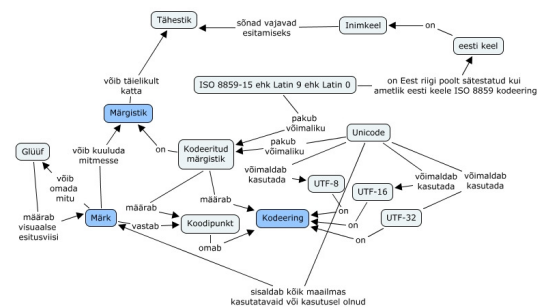 Tähestik
sõnad vajavad
esitamiseks
Inimkeel
on
eesti keel
võib täielikult
katta
ISO 8859-15 ehk Latin 9 ehk Latin 0
on Eest riigi poolt sätestatud kui
ametlik eesti keele ISO 8859 kodeering
Märgistik
pakub
võimaliku
Unicode
Glüüf
võib kuuluda
mitmesse
on
Kodeeritud
märgistik
pakub
võimaliku
võimaldab
kasutada
võimaldab
kasutada
võimaldab
kasutada
võib
omada
mitu
UTF-8
UTF-16
määrab
visuaalse
esitusviisi
Märk
määrab
vastab
määrab
Koodipunkt
Kodeering
on
on
UTF-32
omab
on
sisaldab kõik maailmas
kasutatavaid või kasutusel olnud